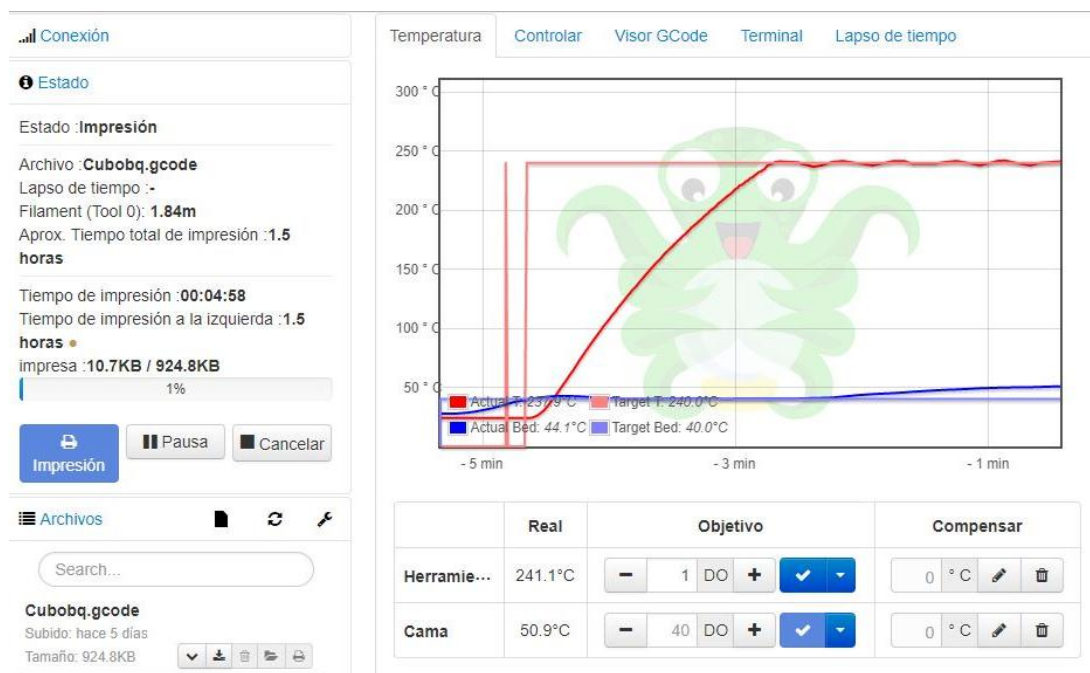 Conexión
Estado
Estado :Impresión
Archivo :Cubobq.gcode
Lapso de tiempo :-
Filament (Tool 0): 1.84m
Aprox. Tiempo total de impresión :1.5
horas
Tiempo de impresión :00:04:58
Tiempo de impresión a la izquierda :1.5
horas
impresa :10.7KB / 924.8KB
1%
Impresión
Pausa
Cancelar
Archivos
Search...
Cubobq.gcode
Subido: hace 5 días
Tamaño: 924.8KB
Temperatura Controlar Visor GCode Terminal Lapso de tiempo
300 ° C
250 ° C
200 ° C
150 ° C
100 ° C
50 ° C
Actual T: 237.9°C Target T: 240.0°C
Actual Bed: 44.1°C Target Bed: 40.0°C
- 5 min - 3 min - 1 min
Real Objetivo Compensar
Herramie... 241.1°C − 1 DO + 0 ° C
Cama 50.9°C − 40 DO + 0 ° C